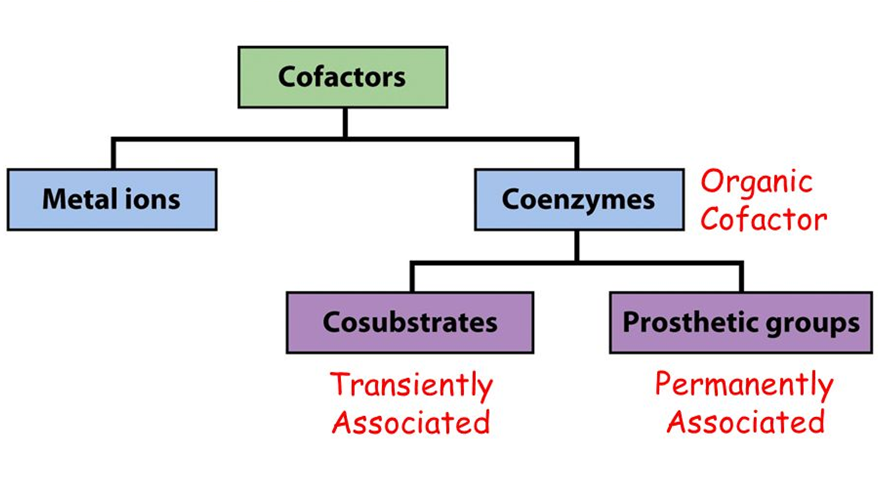 Cofactors
Metal ions
Coenzymes
Organic
Cofactor
Cosubstrates
Prosthetic groups
Transiently
Associated
Permanently
Associated